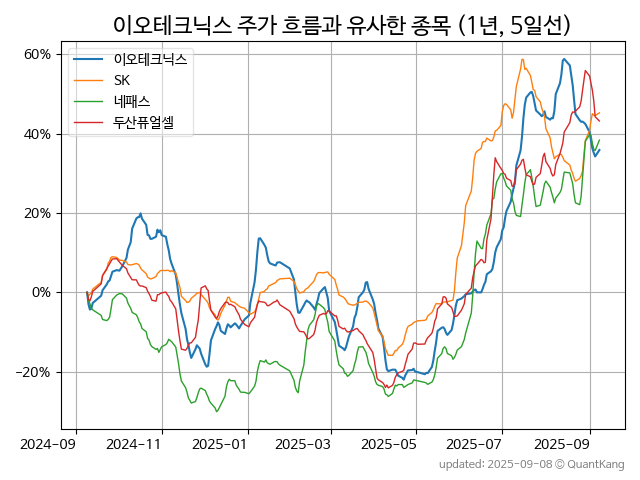 이오테크닉스 주가 흐름과 유사한 종목 (1년, 5일선)
이오테크닉스
SK
네패스
두산퓨얼셀
60%
40%
20%
0%
−20%
2024-09
2024-11
2025-01
2025-03
2025-05
2025-07
2025-09
updated: 2025-09-08 © QuantKang